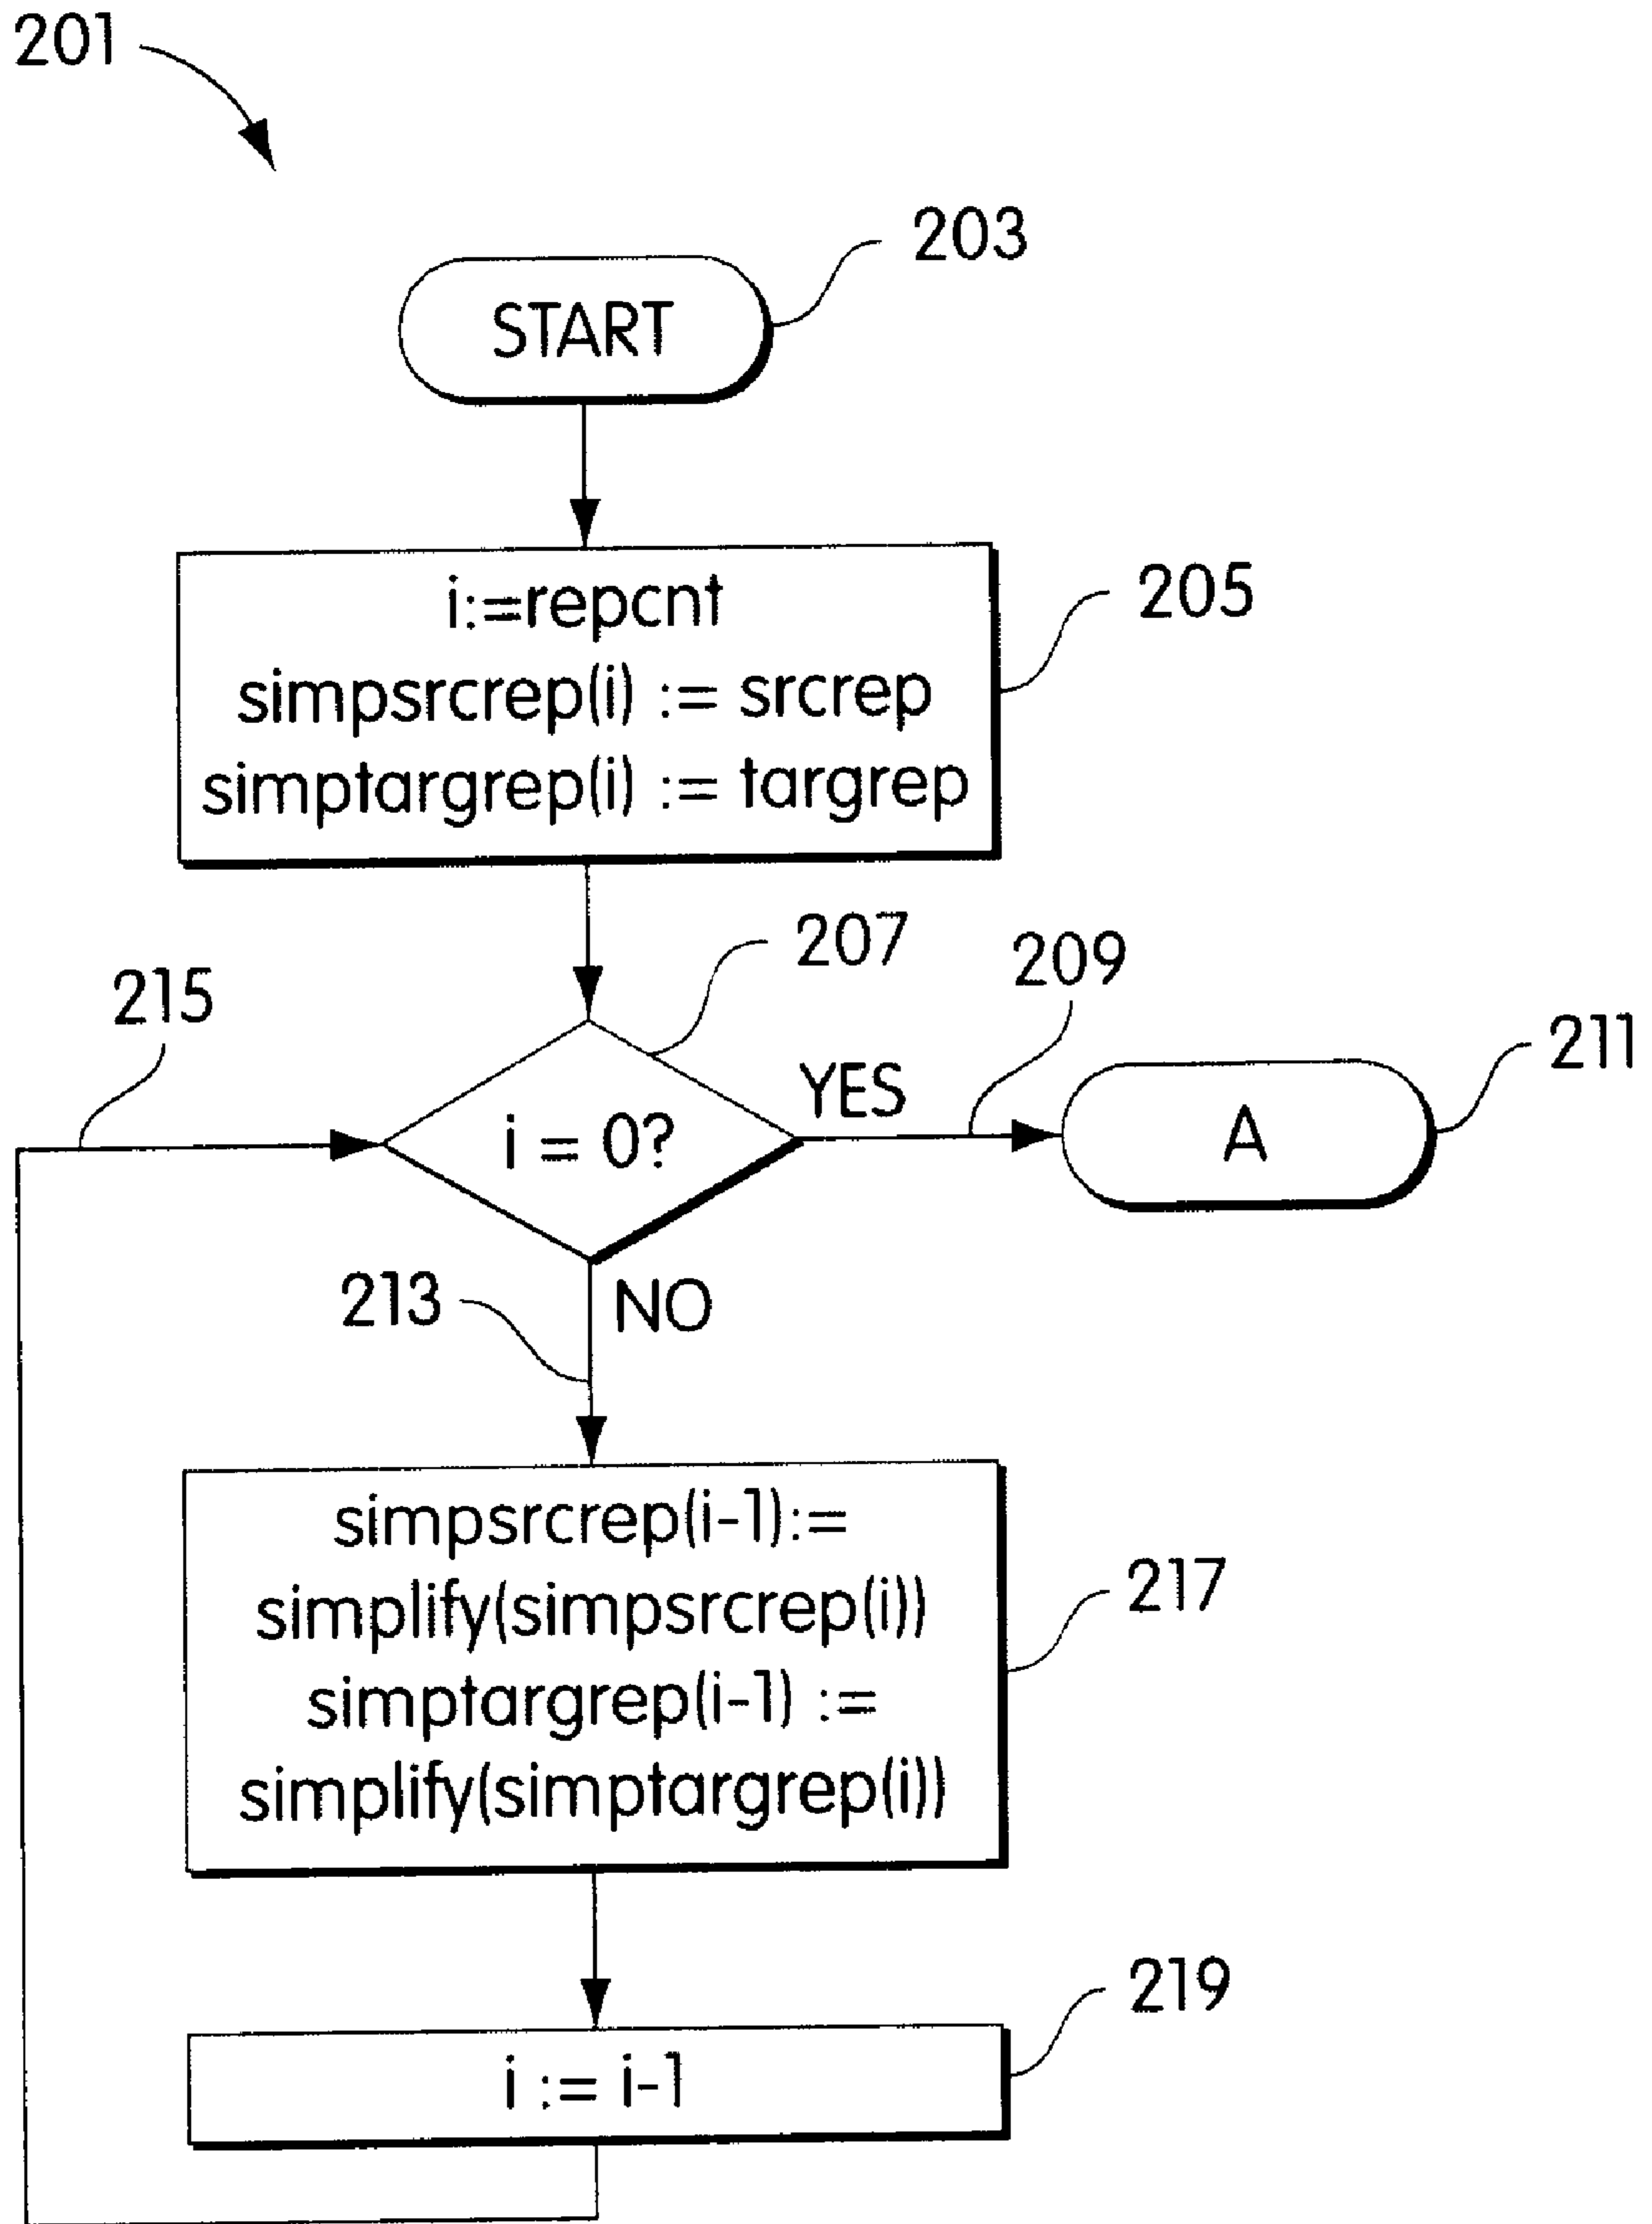 201
203
START
i:=repcnt
simpsrcrep(i) := srcrep
simptargrep(i) := targrep
205
207
209
215
211
YES
i = 0?
A
213
NO
simpsrcrep(i-1):=
simplify(simpsrcrep(i))
simptargrep(i-1) :=
simplify(simptargrep(i))
217
219
i := i-1